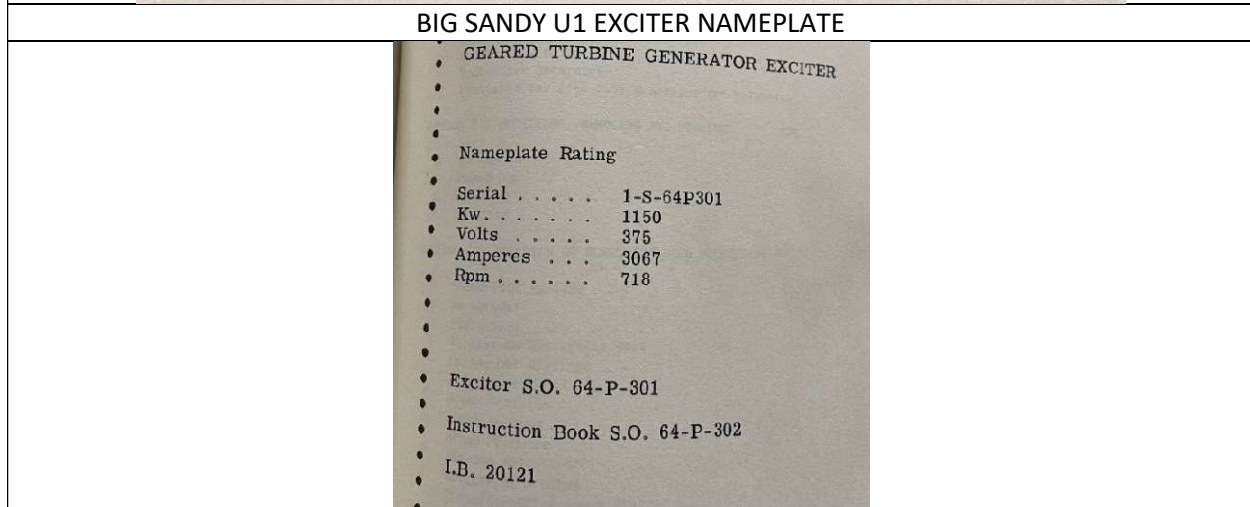 BIG SANDY U1 EXCITER NAMEPLATE
GEARED TURBINE GENERATOR EXCITER
Nameplate Rating
Serial . . . . . 1-S-64P301
Kw. . . . . . . 1150
Volts . . . . . 375
Amperes . . . 3067
Rpm . . . . . . 718
Exciter S.O. 64-P-301
Instruction Book S.O. 64-P-302
I.B. 20121